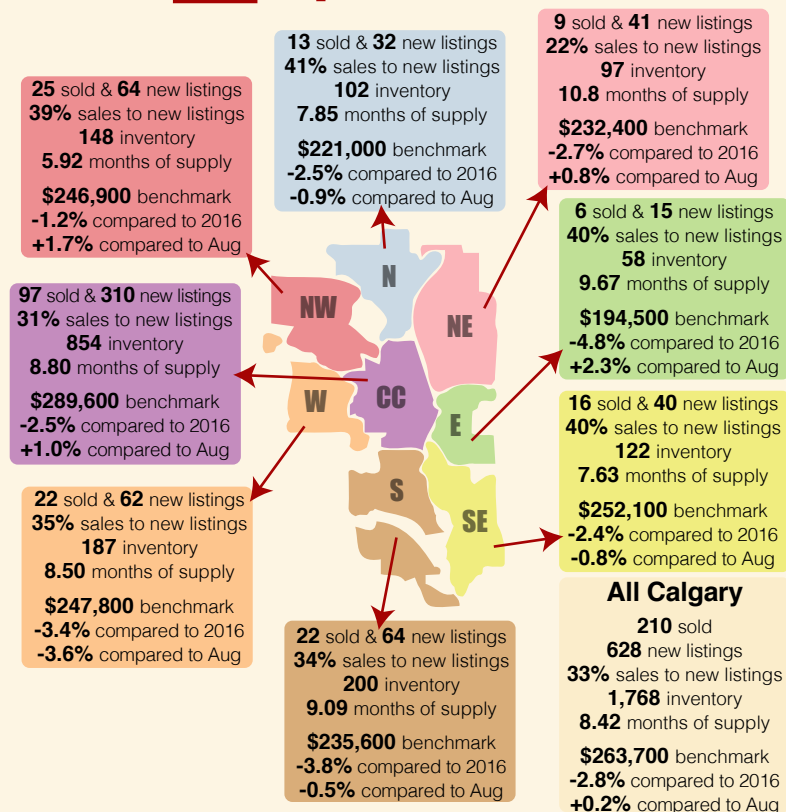 13 sold & 32 new listings
41% sales to new listings
102 inventory
7.85 months of supply
$221,000 benchmark
-2.5% compared to 2016
-0.9% compared to Aug
9 sold & 41 new listings
22% sales to new listings
97 inventory
10.8 months of supply
$232,400 benchmark
-2.7% compared to 2016
+0.8% compared to Aug
25 sold & 64 new listings
39% sales to new listings
148 inventory
5.92 months of supply
$246,900 benchmark
-1.2% compared to 2016
+1.7% compared to Aug
6 sold & 15 new listings
40% sales to new listings
58 inventory
9.67 months of supply
$194,500 benchmark
-4.8% compared to 2016
+2.3% compared to Aug
97 sold & 310 new listings
31% sales to new listings
854 inventory
8.80 months of supply
$289,600 benchmark
-2.5% compared to 2016
+1.0% compared to Aug
N
NW
NE
W
CC
E
S
SE
16 sold & 40 new listings
40% sales to new listings
122 inventory
7.63 months of supply
$252,100 benchmark
-2.4% compared to 2016
-0.8% compared to Aug
22 sold & 62 new listings
35% sales to new listings
187 inventory
8.50 months of supply
$247,800 benchmark
-3.4% compared to 2016
-3.6% compared to Aug
22 sold & 64 new listings
34% sales to new listings
200 inventory
9.09 months of supply
$235,600 benchmark
-3.8% compared to 2016
-0.5% compared to Aug
All Calgary
210 sold
628 new listings
33% sales to new listings
1,768 inventory
8.42 months of supply
$263,700 benchmark
-2.8% compared to 2016
+0.2% compared to Aug